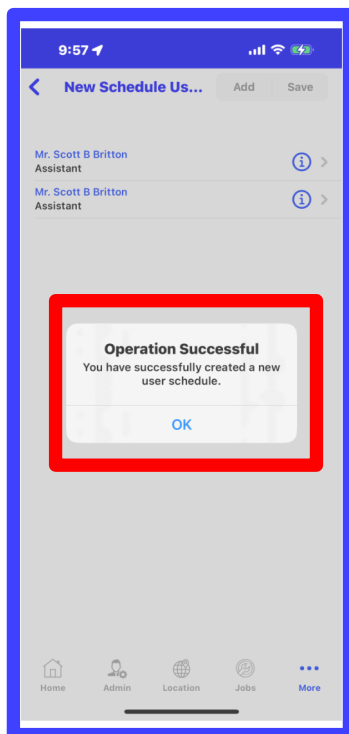 9:57
New Schedule Us... Add Save
Mr. Scott B Britton
Assistant
Mr. Scott B Britton
Assistant
Operation Successful
You have successfully created a new
user schedule.
OK
Home Admin Location Jobs More